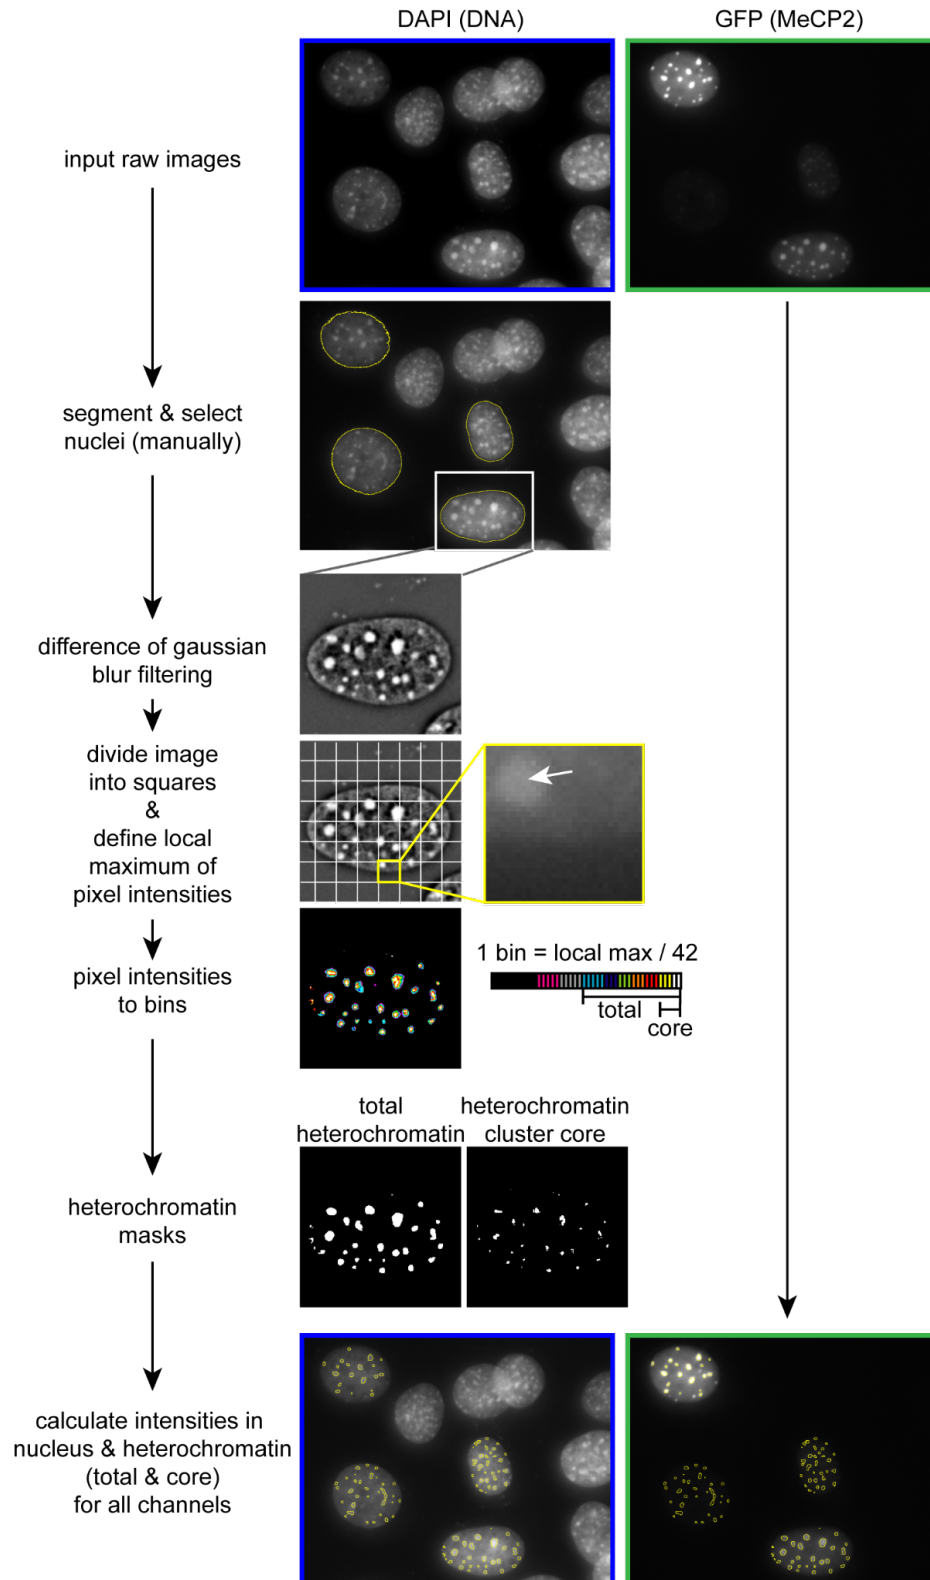 DAPI (DNA)
GFP (MeCP2)
input raw images
segment & select
nuclei (manually)
difference of gaussian
blur filtering
divide image
into squares
&
define local
maximum of
pixel intensities
pixel intensities
to bins
1 bin = local max / 42
total
core
total
heterochromatin
heterochromatin
cluster core
heterochromatin
masks
calculate intensities in
nucleus & heterochromatin
(total & core)
for all channels